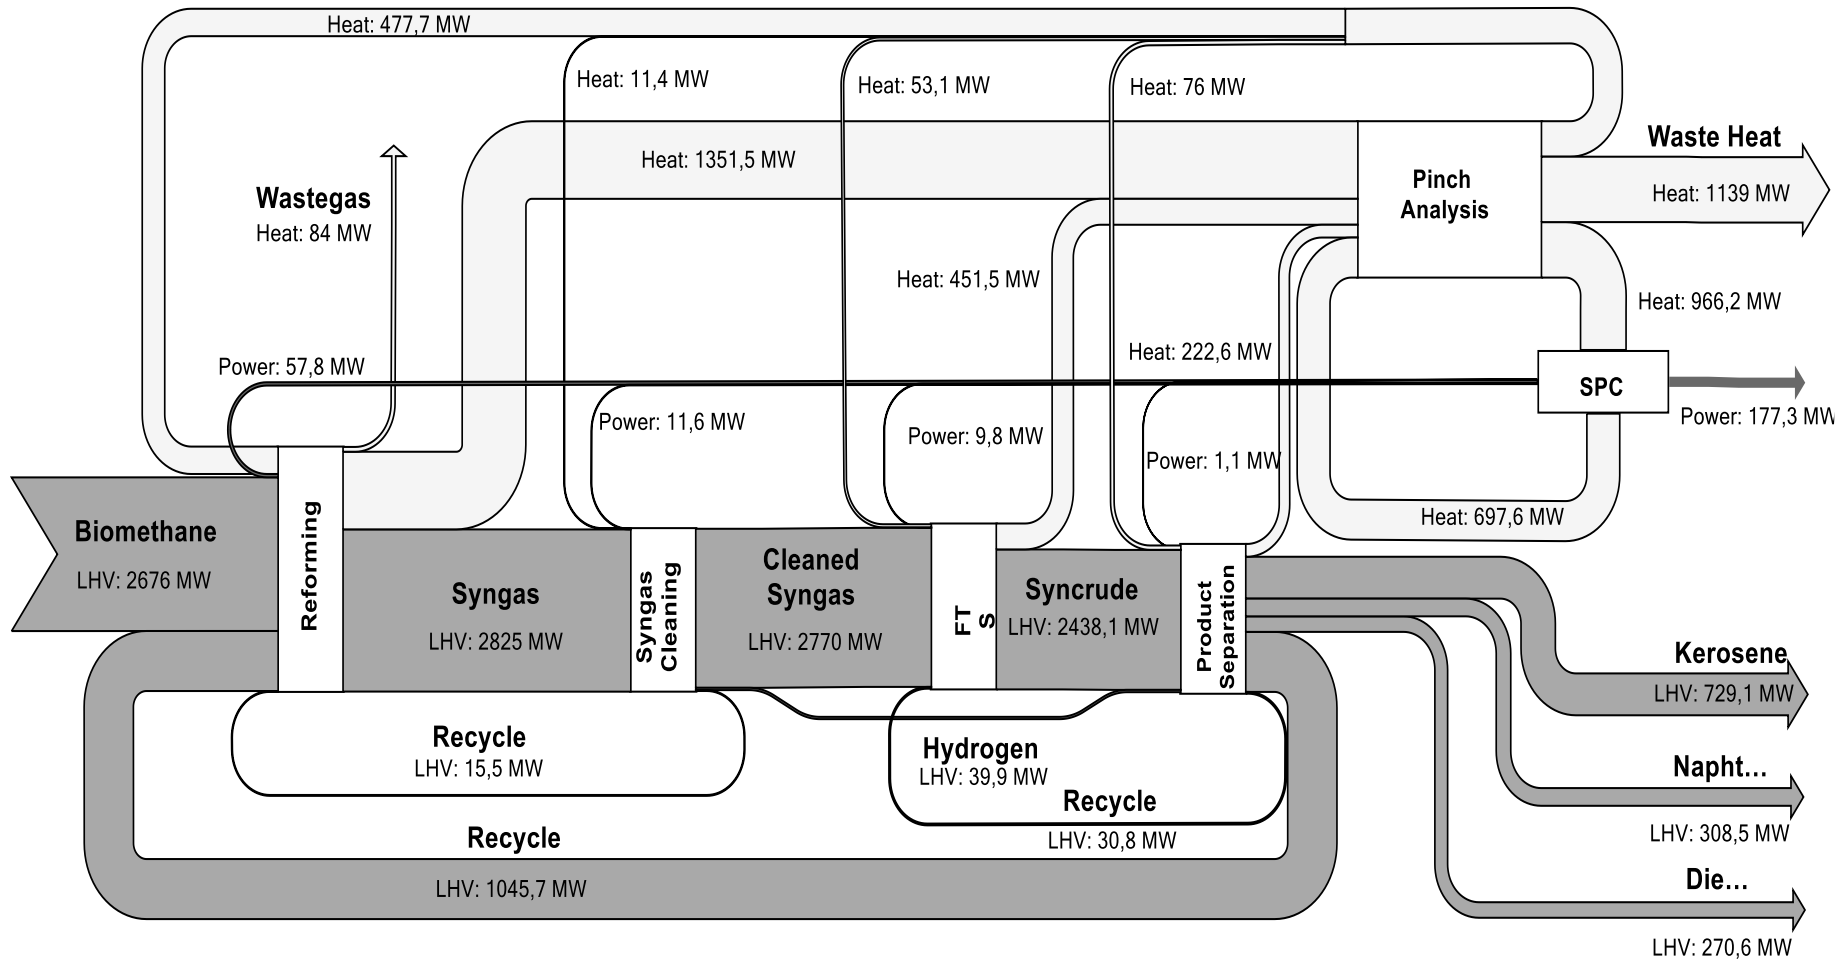 Heat: 477,7 MW
Heat: 11,4 MW
Heat: 53,1 MW
Heat: 76 MW
Waste Heat
Heat: 1139 MW
Heat: 1351,5 MW
Pinch
Analysis
Wastegas
Heat: 84 MW
Heat: 451,5 MW
Heat: 966,2 MW
Heat: 222,6 MW
Power: 57,8 MW
SPC
Power: 177,3 MW
Power: 11,6 MW
Power: 9,8 MW
Power: 1,1 MW
Heat: 697,6 MW
Biomethane
LHV: 2676 MW
Reforming
Syngas
LHV: 2825 MW
Syngas
Cleaning
Cleaned
Syngas
LHV: 2770 MW
FT
S
Syncrude
LHV: 2438,1 MW
Product
Separation
Kerosene
LHV: 729,1 MW
Recycle
LHV: 15,5 MW
Hydrogen
LHV: 39,9 MW
Recycle
LHV: 30,8 MW
Napht...
LHV: 308,5 MW
Recycle
LHV: 1045,7 MW
Die...
LHV: 270,6 MW